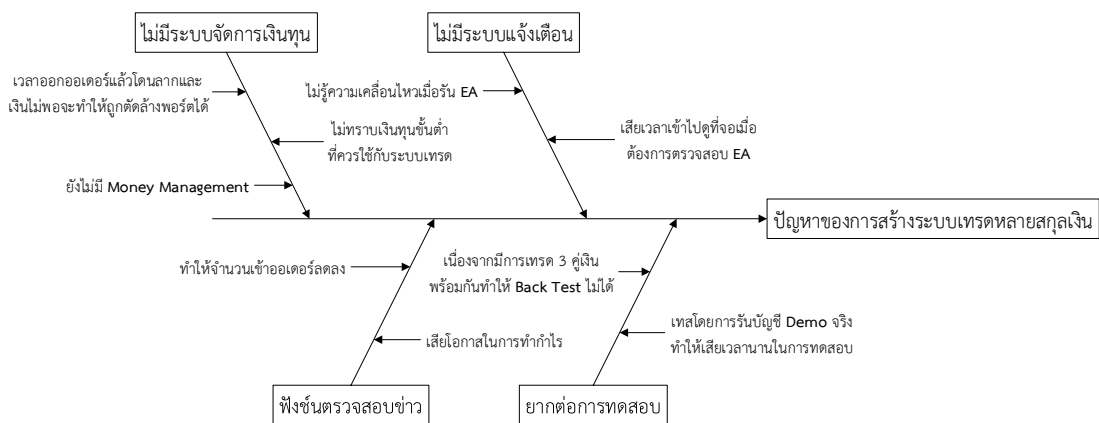 ไม่มีระบบจัดการเงินทุน
ไม่มีระบบแจ้งเตือน
เวลาออกออเดอร์แล้วโดนลากและ
เงินไม่พอจะทำให้ถูกตัดล้างพอร์ตได้
ไม่ทราบเงินทุนขั้นต่ำ
ที่ควรใช้กับระบบเทรด
ยังไม่มี Money Management
ไม่รู้ความเคลื่อนไหวเมื่อรัน EA
เสียเวลาเข้าไปดูที่จอเมื่อ
ต้องการตรวจสอบ EA
ปัญหาของการสร้างระบบเทรดหลายสกุลเงิน
ทำให้จำนวนเข้าออเดอร์ลดลง
เสียโอกาสในการทำกำไร
เนื่องจากมีการเทรด 3 คู่เงิน
พร้อมกันทำให้ Back Test ไม่ได้
เทสโดยการรันบัญชี Demo จริง
ทำให้เสียเวลานานในการทดสอบ
ฟังช์นตรวจสอบข่าว
ยากต่อการทดสอบ